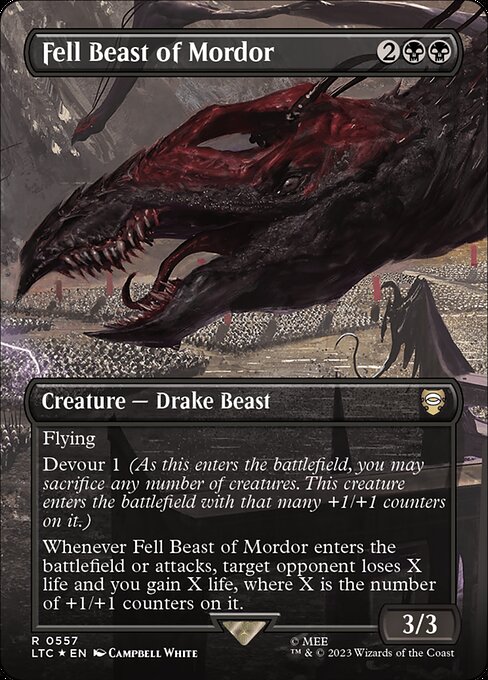 Fell Beast of Mordor 2
Creature — Drake Beast
Flying
Devour 1 (As this enters the battlefield, you may
sacrifice any number of creatures. This creature
enters the battlefield with that many +1/+1 counters
on it.)
Whenever Fell Beast of Mordor enters the
battlefield or attacks, target opponent loses X
life and you gain X life, where X is the number
of +1/+1 counters on it.
3/3
R 0557
LTC ★ EN CAMPBELL WHITE
© MEE
™ & © 2023 Wizards of the Coast